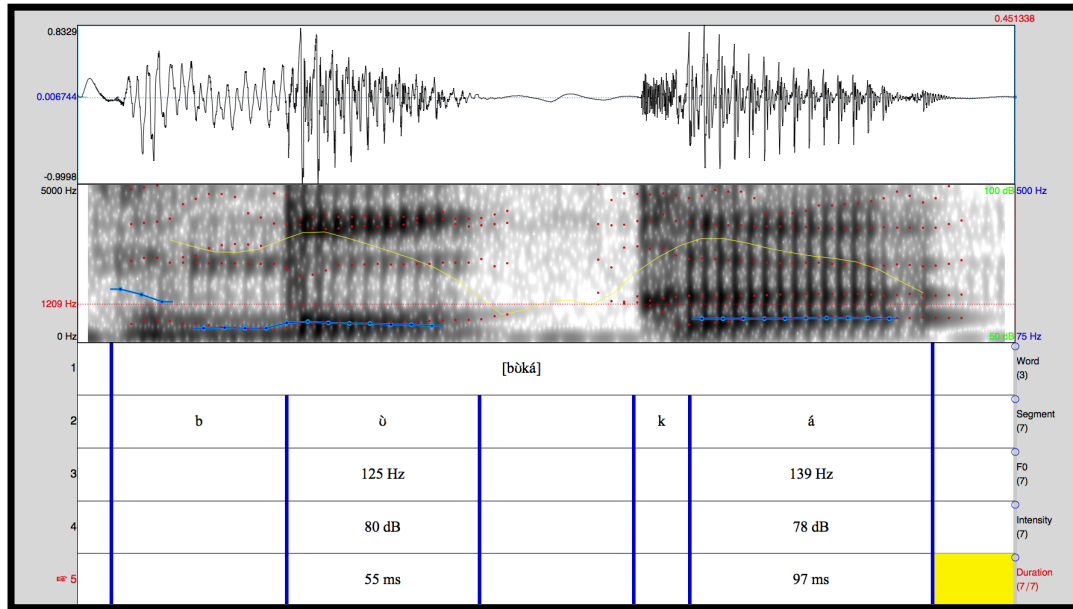 0.451338
0.8329
0.006744
-0.9998
5000 Hz 100 dB 500 Hz
1209 Hz
0 Hz 50 dB 75 Hz
1 [bʊ̀ká] Word (3)
2 b ʊ̀ k á Segment (7)
3 125 Hz 139 Hz F0 (7)
4 80 dB 78 dB Intensity (7)
☞ 5 55 ms 97 ms Duration (7/7)